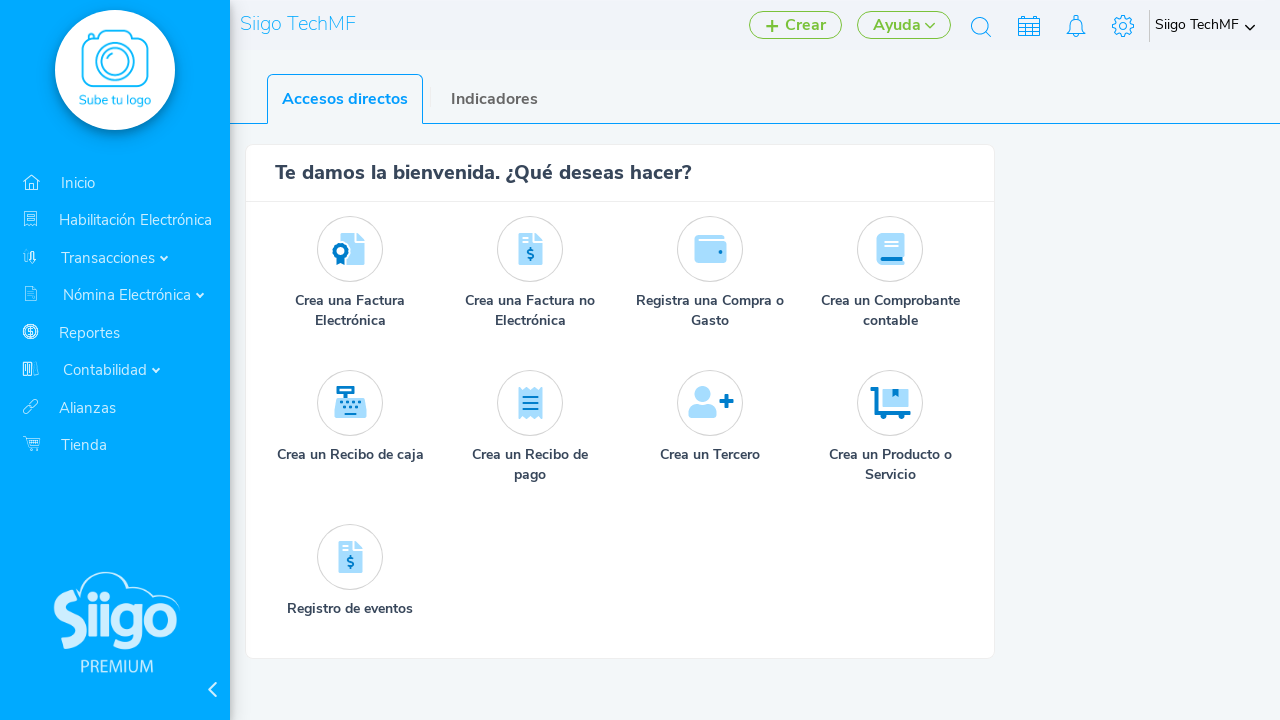 Siigo TechMF
Crear
Ayuda
Siigo TechMF
Sube tu logo
Inicio
Habilitación Electrónica
Transacciones
Nómina Electrónica
Reportes
Contabilidad
Alianzas
Tienda
Siigo
PREMIUM
Accesos directos
Indicadores
Te damos la bienvenida. ¿Qué deseas hacer?
Crea una Factura
Electrónica
Crea una Factura no
Electrónica
Registra una Compra o
Gasto
Crea un Comprobante
contable
Crea un Recibo de caja
Crea un Recibo de
pago
Crea un Tercero
Crea un Producto o
Servicio
Registro de eventos